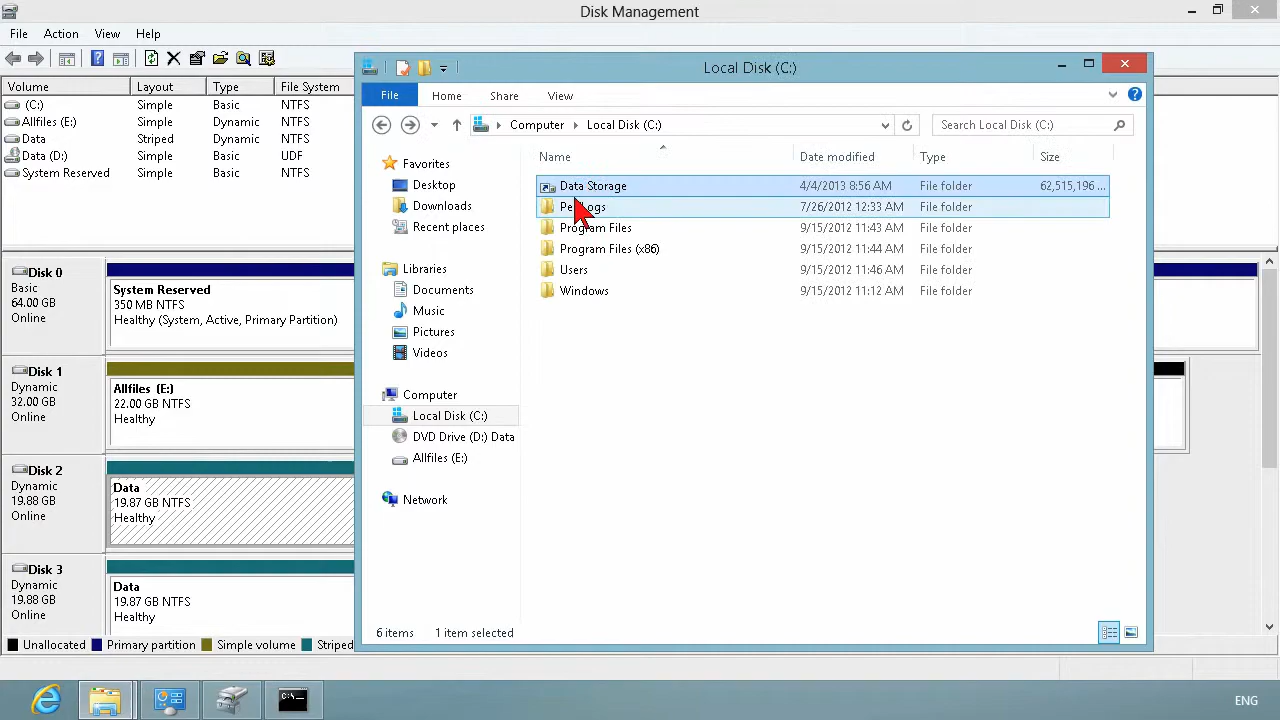 Disk Management
File Action View Help
Volume Layout Type File System
(C:) Simple Basic NTFS
Allfiles (E:) Simple Dynamic NTFS
Data Striped Dynamic NTFS
Data (D:) Simple Basic UDF
System Reserved Simple Basic NTFS
Disk 0
Basic
64.00 GB
Online
System Reserved
350 MB NTFS
Healthy (System, Active, Primary Partition)
Disk 1
Dynamic
32.00 GB
Online
Allfiles (E:)
22.00 GB NTFS
Healthy
Disk 2
Dynamic
19.88 GB
Online
Data
19.87 GB NTFS
Healthy
Disk 3
Dynamic
19.88 GB
Online
Data
19.87 GB NTFS
Healthy
Unallocated Primary partition Simple volume Striped
Local Disk (C:)
File Home Share View
Computer Local Disk (C:) Search Local Disk (C:)
Favorites
Desktop
Downloads
Recent places
Libraries
Documents
Music
Pictures
Videos
Computer
Local Disk (C:)
DVD Drive (D:) Data
Allfiles (E:)
Network
Name Date modified Type Size
Data Storage 4/4/2013 8:56 AM File folder 62,515,196 ...
7/26/2012 12:33 AM File folder
Program Files 9/15/2012 11:43 AM File folder
Program Files (x86) 9/15/2012 11:44 AM File folder
Users 9/15/2012 11:46 AM File folder
Windows 9/15/2012 11:12 AM File folder
6 items 1 item selected
ENG